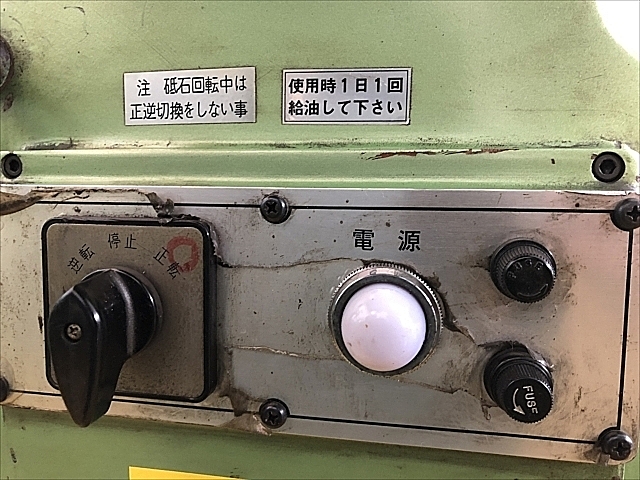 注 砥石回転中は
正逆切換をしない事
使用時１日１回
給油して下さい
逆転 停止 正転
電源
FUSE